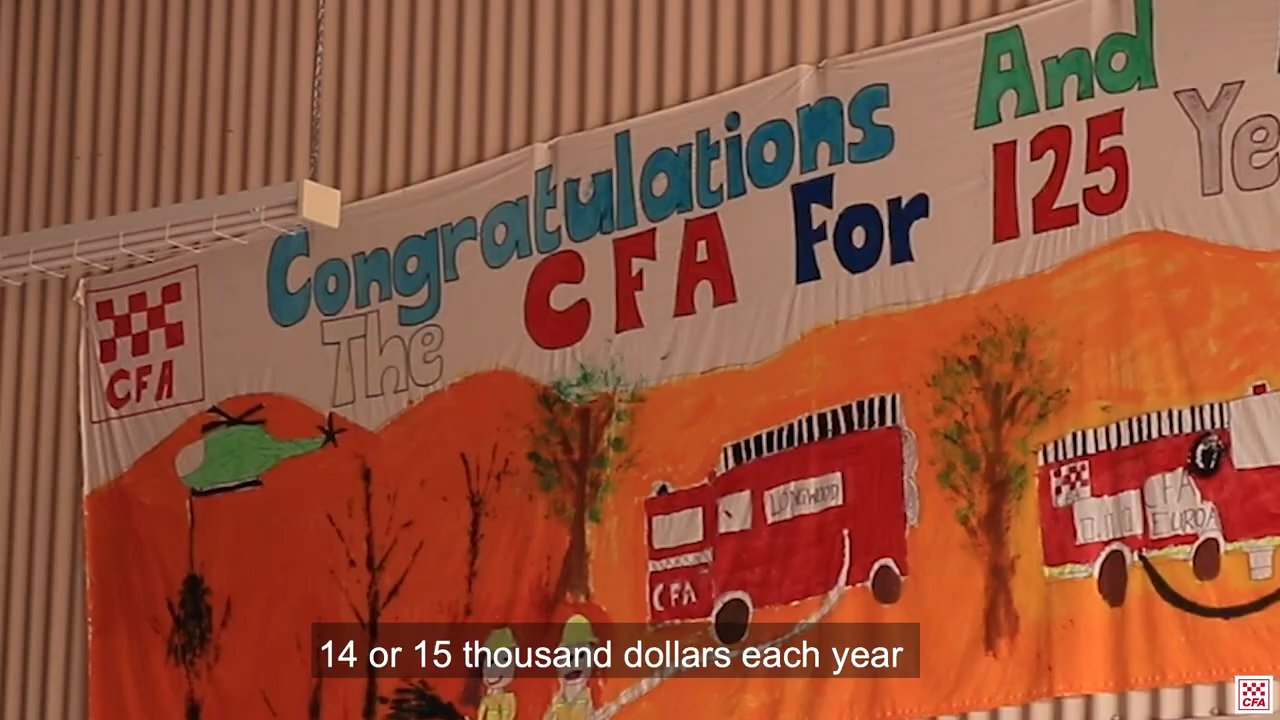 Congratulations And
The CFA For 125 Ye
CFA
LONGWOOD
CFA
CFA
EUROA
14 or 15 thousand dollars each year
CFA